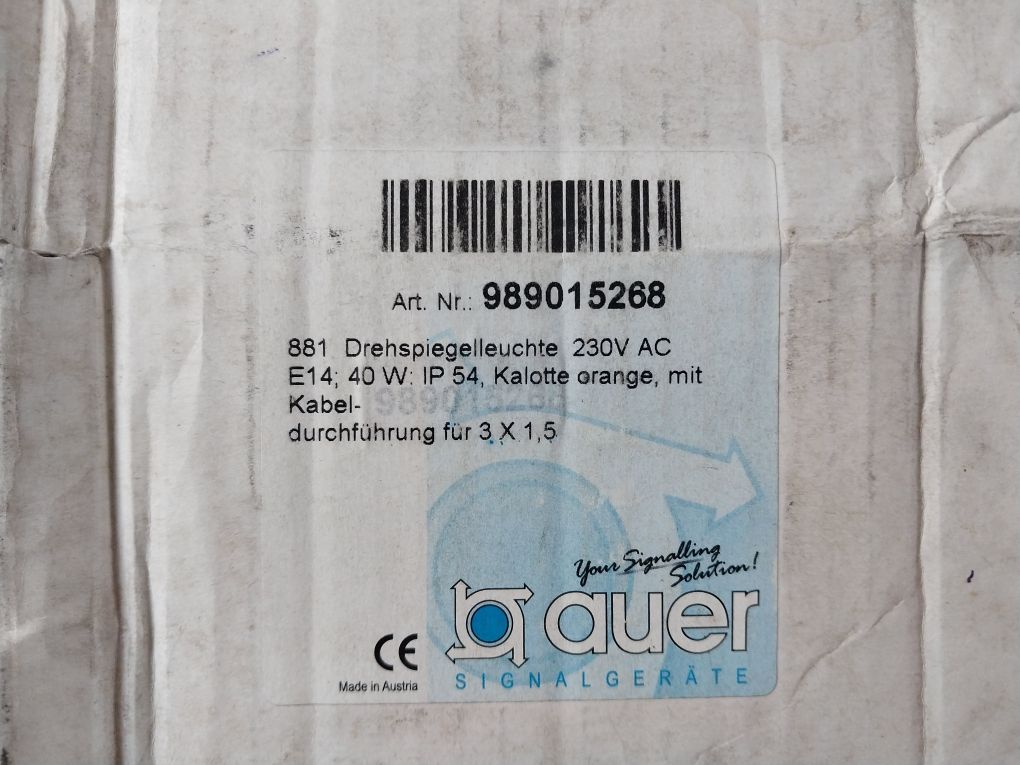 Art. Nr.: 989015268
881 Drehspiegelleuchte 230V AC
E14; 40 W: IP 54, Kalotte orange, mit
Kabel-
989015268
durchführung für 3 X 1,5
Your Signalling
Solution!
auer
SIGNALGERÄTE
CE
Made in Austria